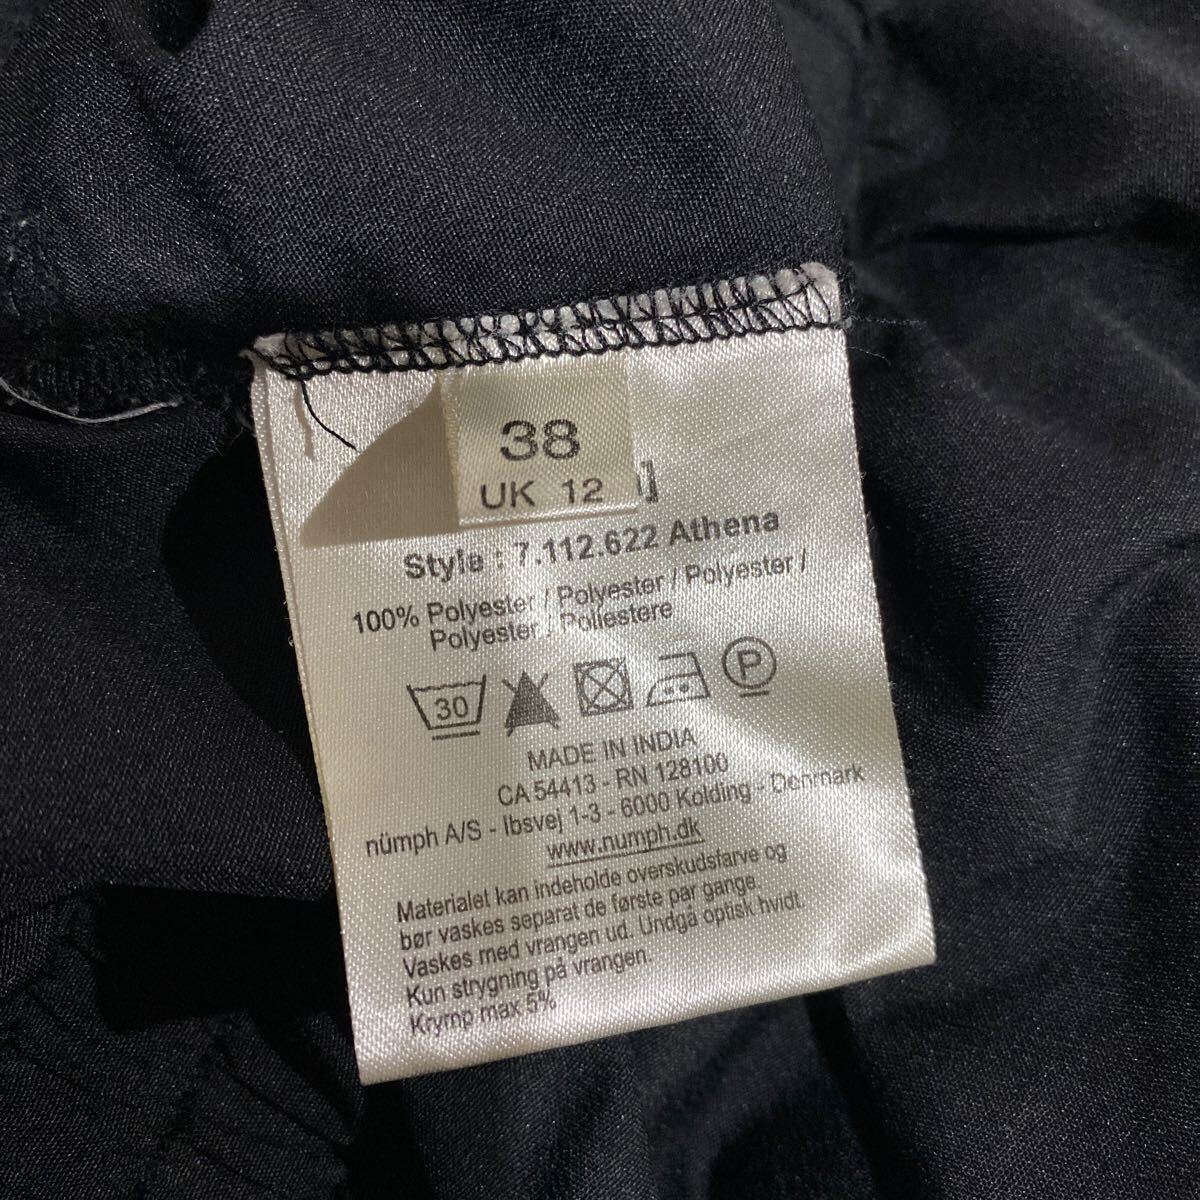 38
UK 12
Style : 7.112.622 Athena
100% Polyester / Polyester / Polyester /
Polyester / Poliestere
30
P
MADE IN INDIA
CA 54413 - RN 128100
nümph A/S - Ibsvej 1-3 - 6000 Kolding - Denmark
www.numph.dk
Materialet kan indeholde overskudsfarve og
bør vaskes separat de første par gange.
Vaskes med vrangen ud. Undgå optisk hvidt.
Kun strygning på vrangen.
Krymp max 5%